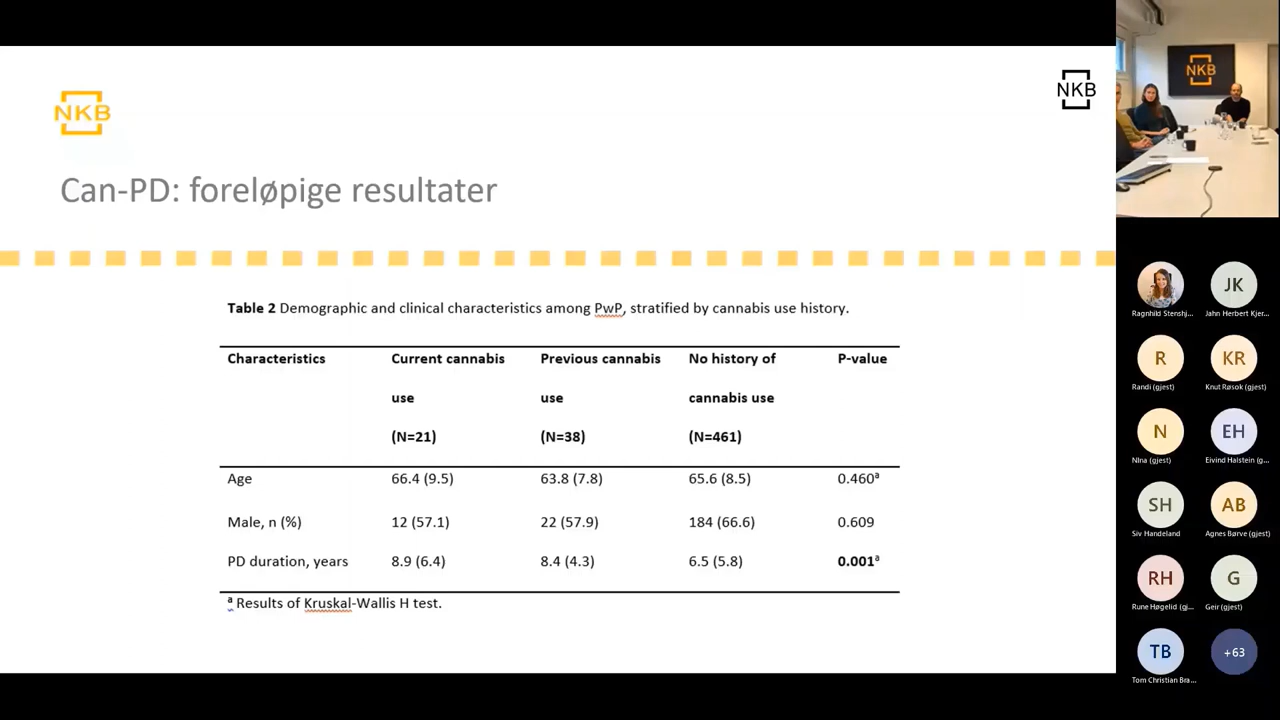 NKB
NKB
NKB
Can-PD: foreløpige resultater
Table 2 Demographic and clinical characteristics among PwP, stratified by cannabis use history.
Characteristics
Current cannabis use (N=21)
Previous cannabis use (N=38)
No history of cannabis use (N=461)
P-value
Age 66.4 (9.5) 63.8 (7.8) 65.6 (8.5) 0.460ª
Male, n (%) 12 (57.1) 22 (57.9) 184 (66.6) 0.609
PD duration, years 8.9 (6.4) 8.4 (4.3) 6.5 (5.8) 0.001ª
ª Results of Kruskal-Wallis H test.
Ragnhild Stenshj...
JK
Jahn Herbert Kjer...
R
Randi (gjest)
KR
Knut Røsok (gjest)
N
NIna (gjest)
EH
Eivind Halstein (g...
SH
Siv Handeland
AB
Agnes Børve (gjest)
RH
Rune Høgelid (gj...
G
Geir (gjest)
TB
Tom Christian Bra...
+63